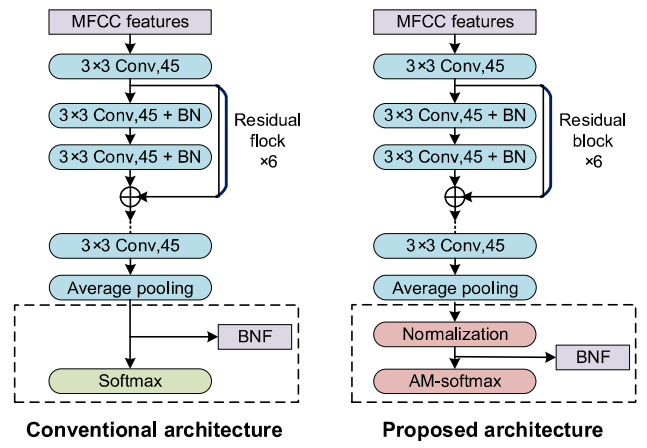 MFCC features
3×3 Conv,45
3×3 Conv,45 + BN
3×3 Conv,45 + BN
Residual
flock
×6
3×3 Conv,45
Average pooling
BNF
Softmax
Conventional architecture
MFCC features
3×3 Conv,45
3×3 Conv,45 + BN
3×3 Conv,45 + BN
Residual
block
×6
3×3 Conv,45
Average pooling
Normalization
BNF
AM-softmax
Proposed architecture